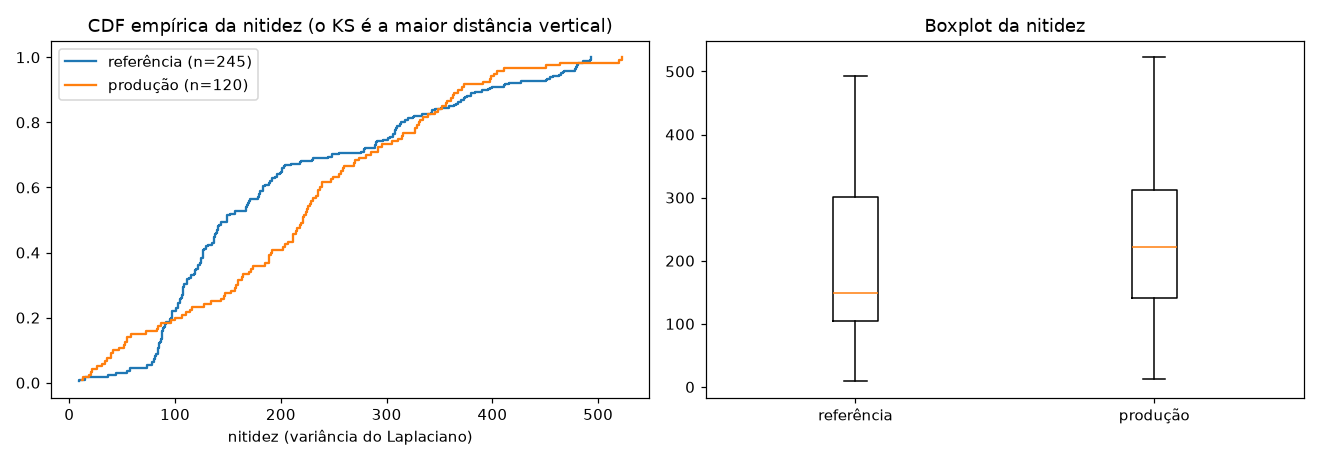 CDF empírica da nitidez (o KS é a maior distância vertical)
referência (n=245)
produção (n=120)
1.0
0.8
0.6
0.4
0.2
0.0
0 100 200 300 400 500
nitidez (variância do Laplaciano)
Boxplot da nitidez
500
400
300
200
100
0
referência produção